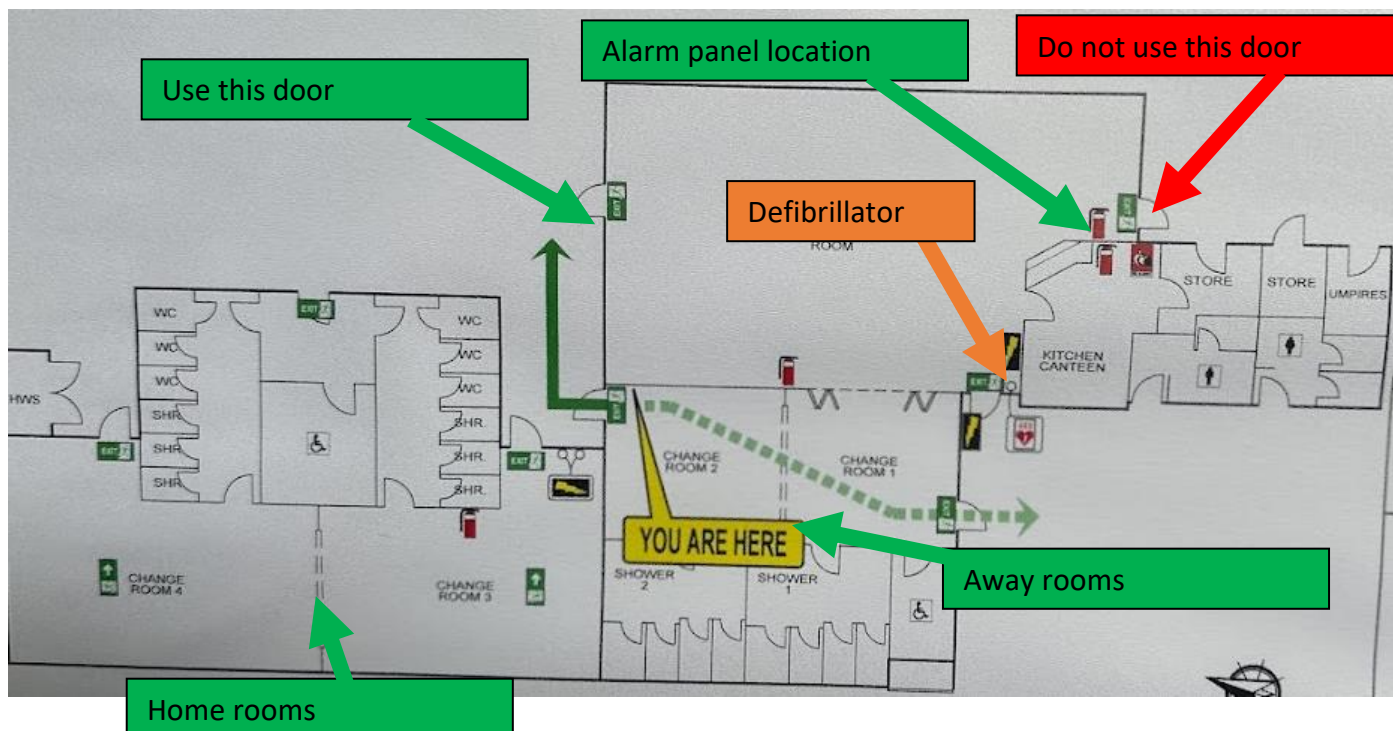 Alarm panel location
Do not use this door
Use this door
EXIT
EXIT
Defibrillator
ROOM
STORE
STORE
UMPIRES
WC
EXIT
WC
WC
WC
KITCHEN
CANTEEN
WC
WC
EXIT
HWS
EXIT
SHR.
SHR.
EXIT
SHR.
SHR.
EXIT
CHANGE
ROOM 2
CHANGE
ROOM 1
SHR.
SHR.
EXIT
YOU ARE HERE
CHANGE
ROOM 4
CHANGE
ROOM 3
SHOWER
2
SHOWER
1
Away rooms
Home rooms